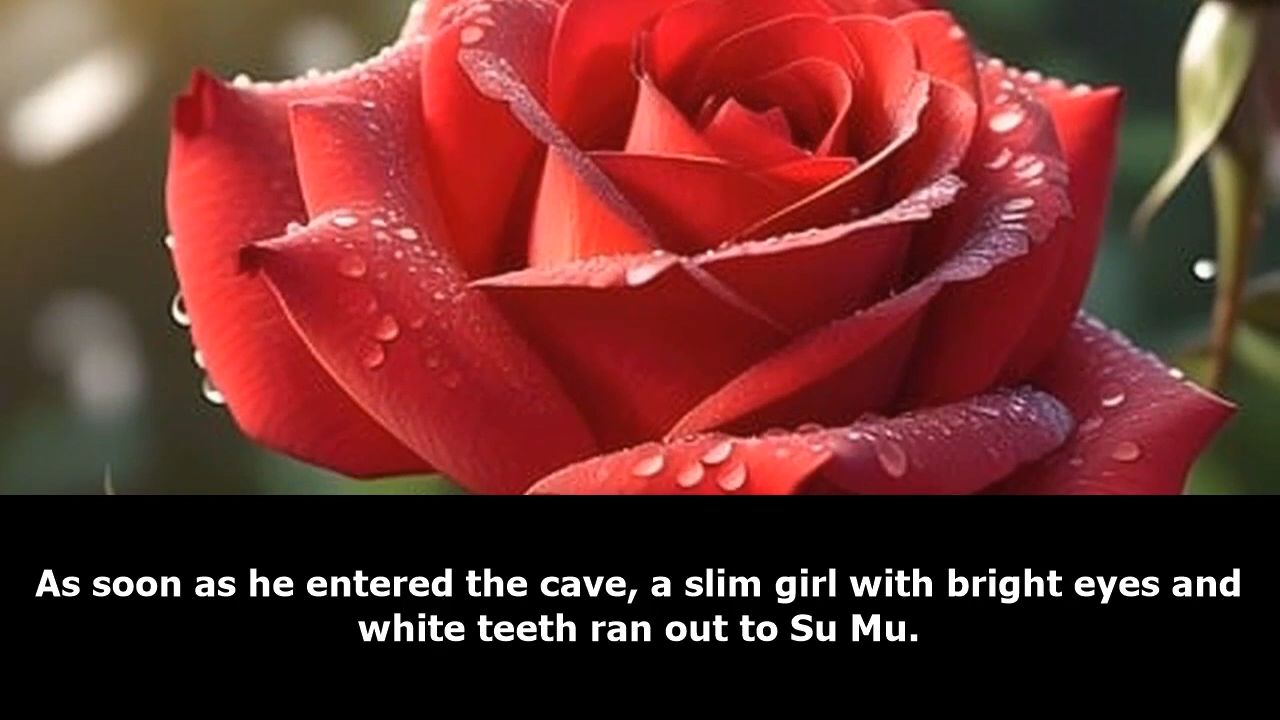 As soon as he entered the cave, a slim girl with bright eyes and
white teeth ran out to Su Mu.